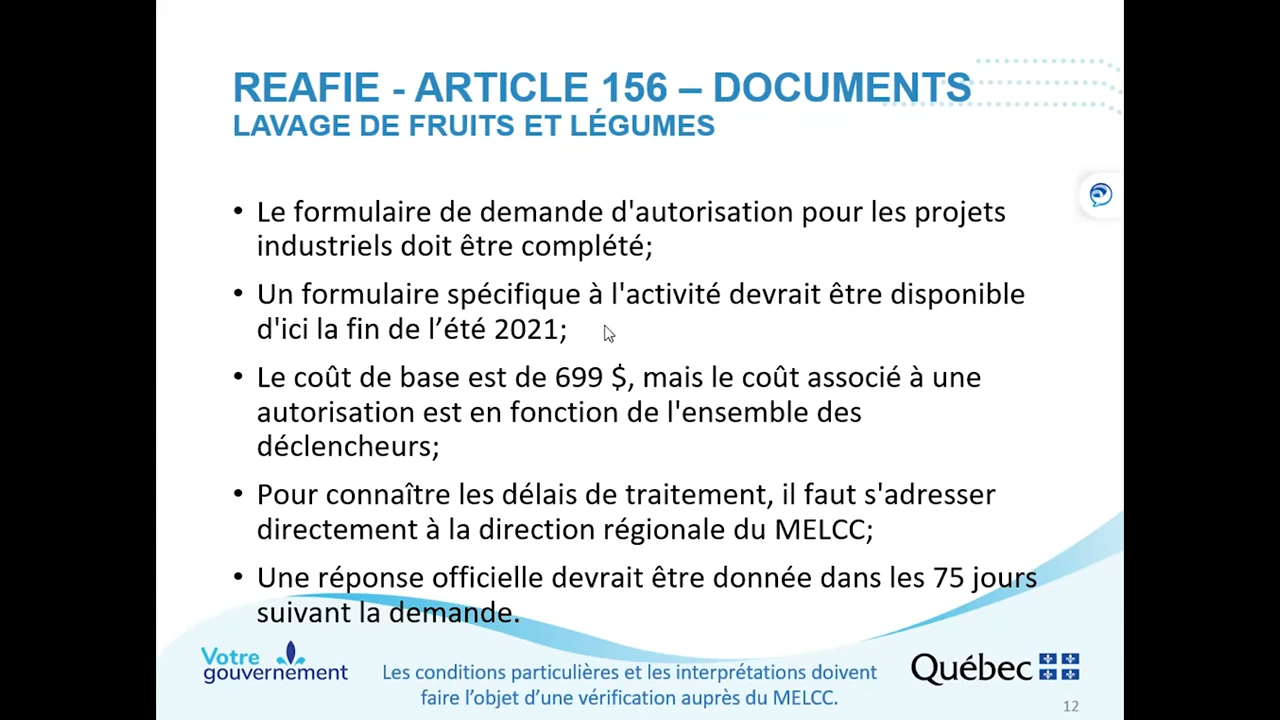 REAFIE - ARTICLE 156 – DOCUMENTS
LAVAGE DE FRUITS ET LÉGUMES
• Le formulaire de demande d'autorisation pour les projets
industriels doit être complété;
• Un formulaire spécifique à l'activité devrait être disponible
d'ici la fin de l’été 2021;
• Le coût de base est de 699 $, mais le coût associé à une
autorisation est en fonction de l'ensemble des
déclencheurs;
• Pour connaître les délais de traitement, il faut s'adresser
directement à la direction régionale du MELCC;
• Une réponse officielle devrait être donnée dans les 75 jours
suivant la demande.
Votre
gouvernement
Les conditions particulières et les interprétations doivent
faire l’objet d’une vérification auprès du MELCC.
Québec
12